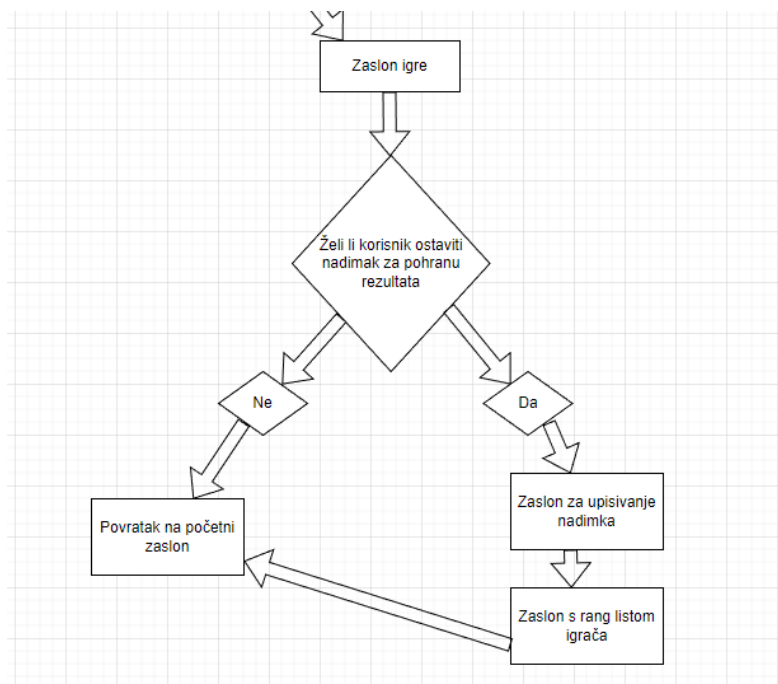 Zaslon igre
Želi li korisnik ostaviti
nadimak za pohranu
rezultata
Ne
Da
Zaslon za upisivanje
nadimka
Povratak na početni
zaslon
Zaslon s rang listom
igrača